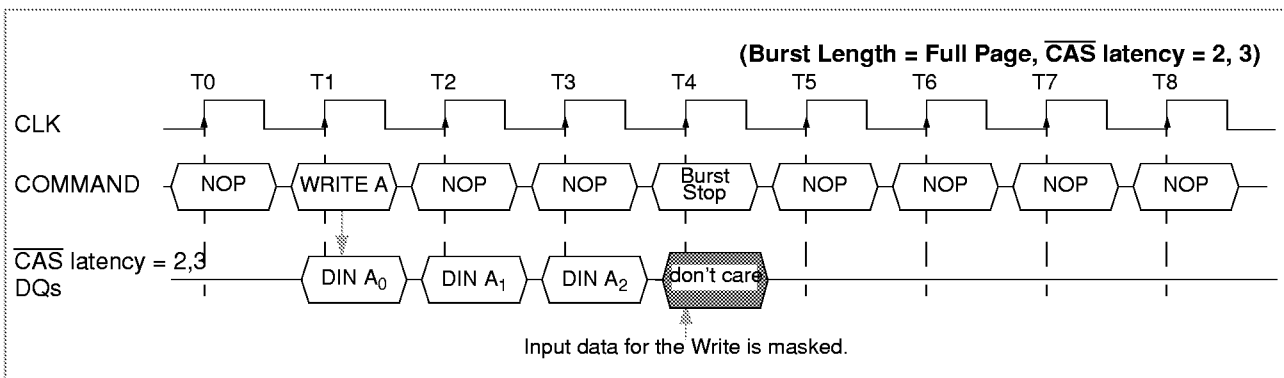 (Burst Length = Full Page, CAS latency = 2, 3)
T0 T1 T2 T3 T4 T5 T6 T7 T8
CLK
COMMAND NOP WRITE A NOP NOP Burst Stop NOP NOP NOP NOP
CAS latency = 2,3
DQs DIN A0 DIN A1 DIN A2 don't care
Input data for the Write is masked.